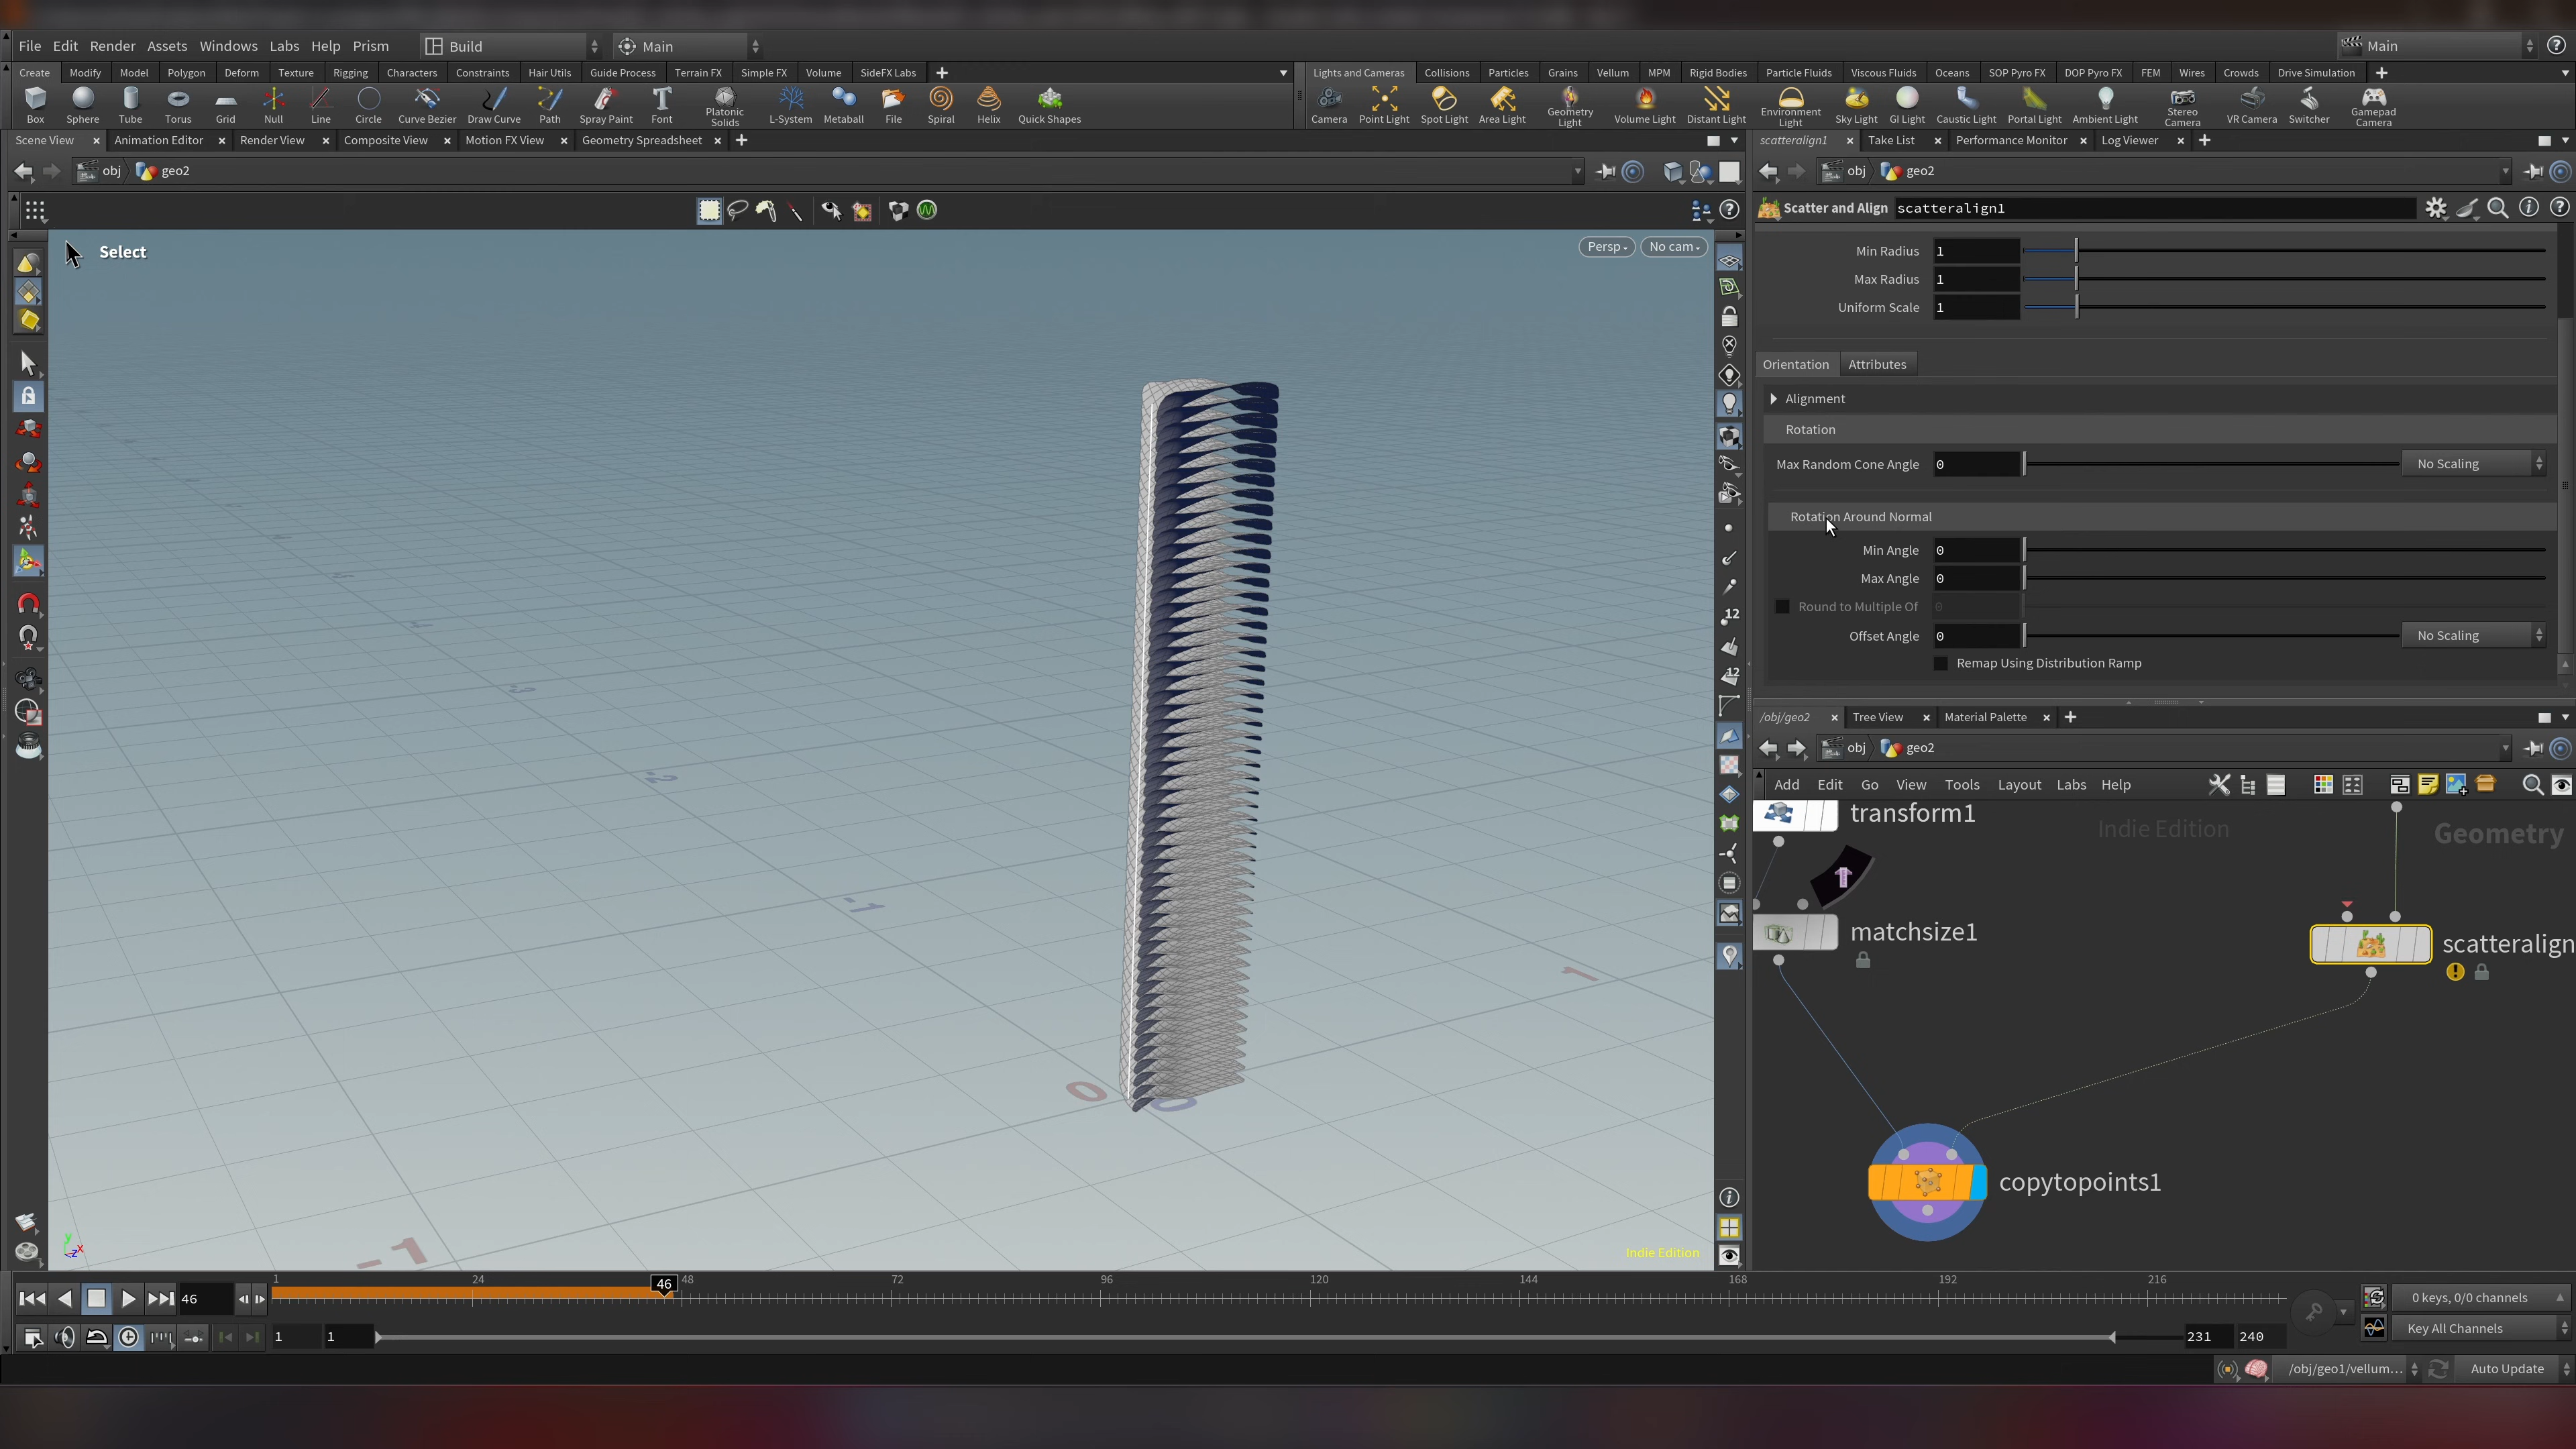 File Edit Render Assets Windows Labs Help Prism Build Main Main
Create Modify Model Polygon Deform Texture Rigging Characters Constraints Hair Utils Guide Process Terrain FX Simple FX Volume SideFX Labs
Lights and Cameras Collisions Particles Grains Vellum MPM Rigid Bodies Particle Fluids Viscous Fluids Oceans SOP Pyro FX DOP Pyro FX FEM Wires Crowds Drive Simulation
Box Sphere Tube Torus Grid Null Line Circle Curve Bezier Draw Curve Path Spray Paint Font Platonic Solids L-System Metaball File Spiral Helix Quick Shapes
Camera Point Light Spot Light Area Light Geometry Light Volume Light Distant Light Environment Light Sky Light GI Light Caustic Light Portal Light Ambient Light Stereo Camera VR Camera Switcher Gamepad Camera
Scene View Animation Editor Render View Composite View Motion FX View Geometry Spreadsheet
scatteralign1 Take List Performance Monitor Log Viewer
obj geo2
obj geo2
Scatter and Align scatteralign1
Select
Persp No cam
Min Radius 1
Max Radius 1
Uniform Scale 1
Orientation Attributes
Alignment
Rotation
Max Random Cone Angle 0 No Scaling
Rotation Around Normal
Min Angle 0
Max Angle 0
Round to Multiple Of 0
Offset Angle 0 No Scaling
Remap Using Distribution Ramp
12
12
/obj/geo2 Tree View Material Palette
obj geo2
Add Edit Go View Tools Layout Labs Help
transform1
Indie Edition
Geometry
matchsize1
scatteralign
copytopoints1
1
0
0
-1
y
z x
Indie Edition
46
1 24 46 48 72 96 120 144 168 192 216
0 keys, 0/0 channels
1 1 231 240
Key All Channels
/obj/geo1/vellum... Auto Update